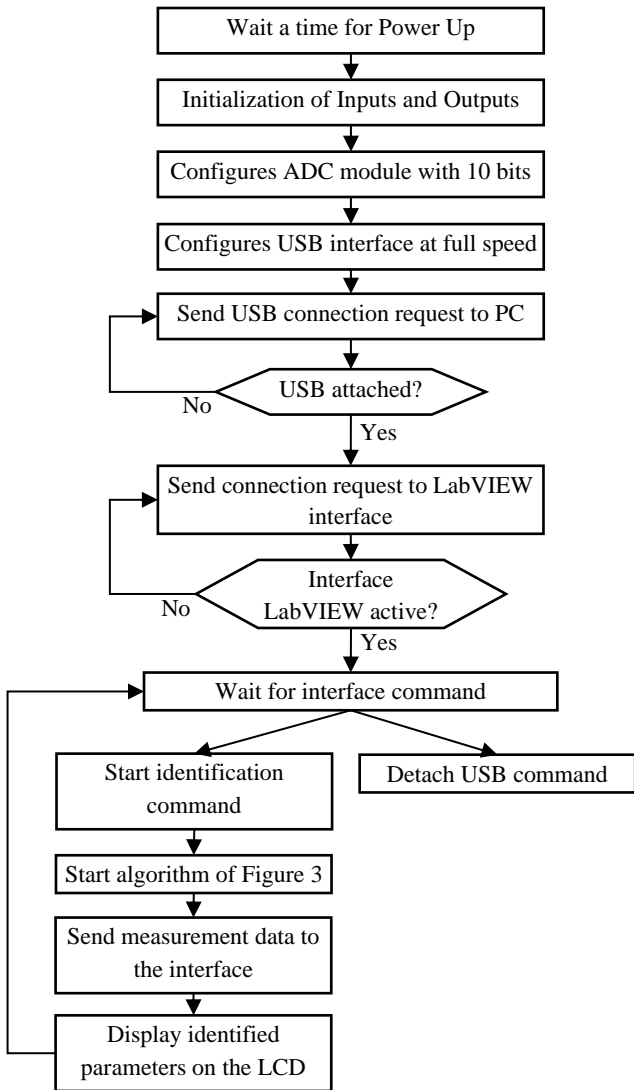 Wait a time for Power Up
Initialization of Inputs and Outputs
Configures ADC module with 10 bits
Configures USB interface at full speed
Send USB connection request to PC
USB attached?
No
Yes
Send connection request to LabVIEW
interface
Interface
LabVIEW active?
No
Yes
Wait for interface command
Start identification
command
Detach USB command
Start algorithm of Figure 3
Send measurement data to
the interface
Display identified
parameters on the LCD